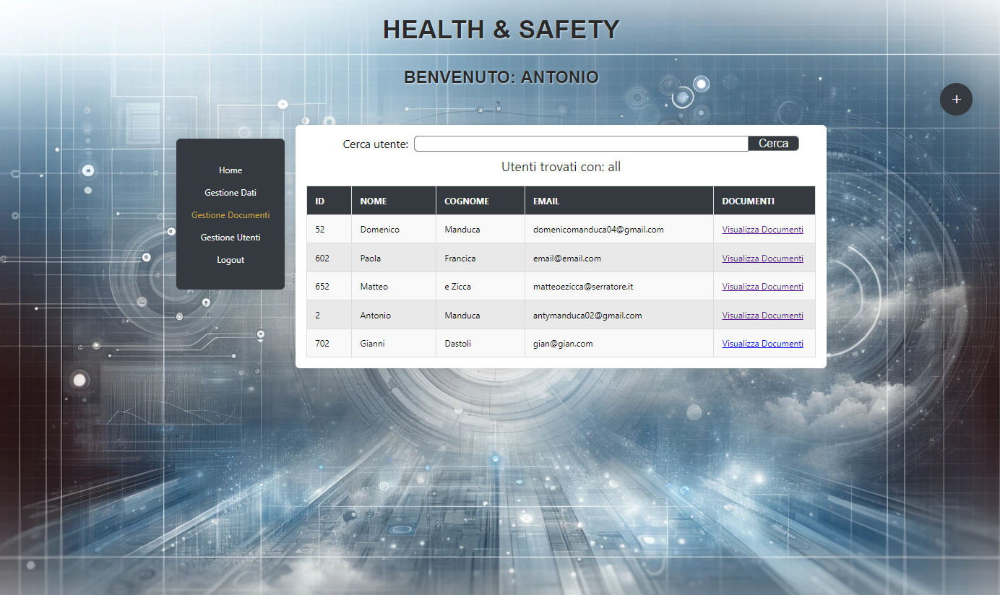 HEALTH & SAFETY
BENVENUTO: ANTONIO
+
Home
Gestione Dati
Gestione Documenti
Gestione Utenti
Logout
Cerca utente: Cerca
Utenti trovati con: all
ID NOME COGNOME EMAIL DOCUMENTI
52 Domenico Manduca domenicomanduca04@gmail.com Visualizza Documenti
602 Paola Francica email@email.com Visualizza Documenti
652 Matteo e Zicca matteoezicca@serratore.it Visualizza Documenti
2 Antonio Manduca antymanduca02@gmail.com Visualizza Documenti
702 Gianni Dastoli gian@gian.com Visualizza Documenti